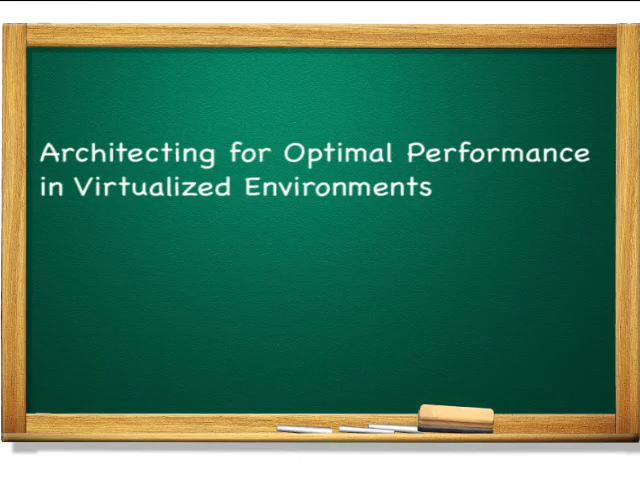 Architecting for Optimal Performance
in Virtualized Environments